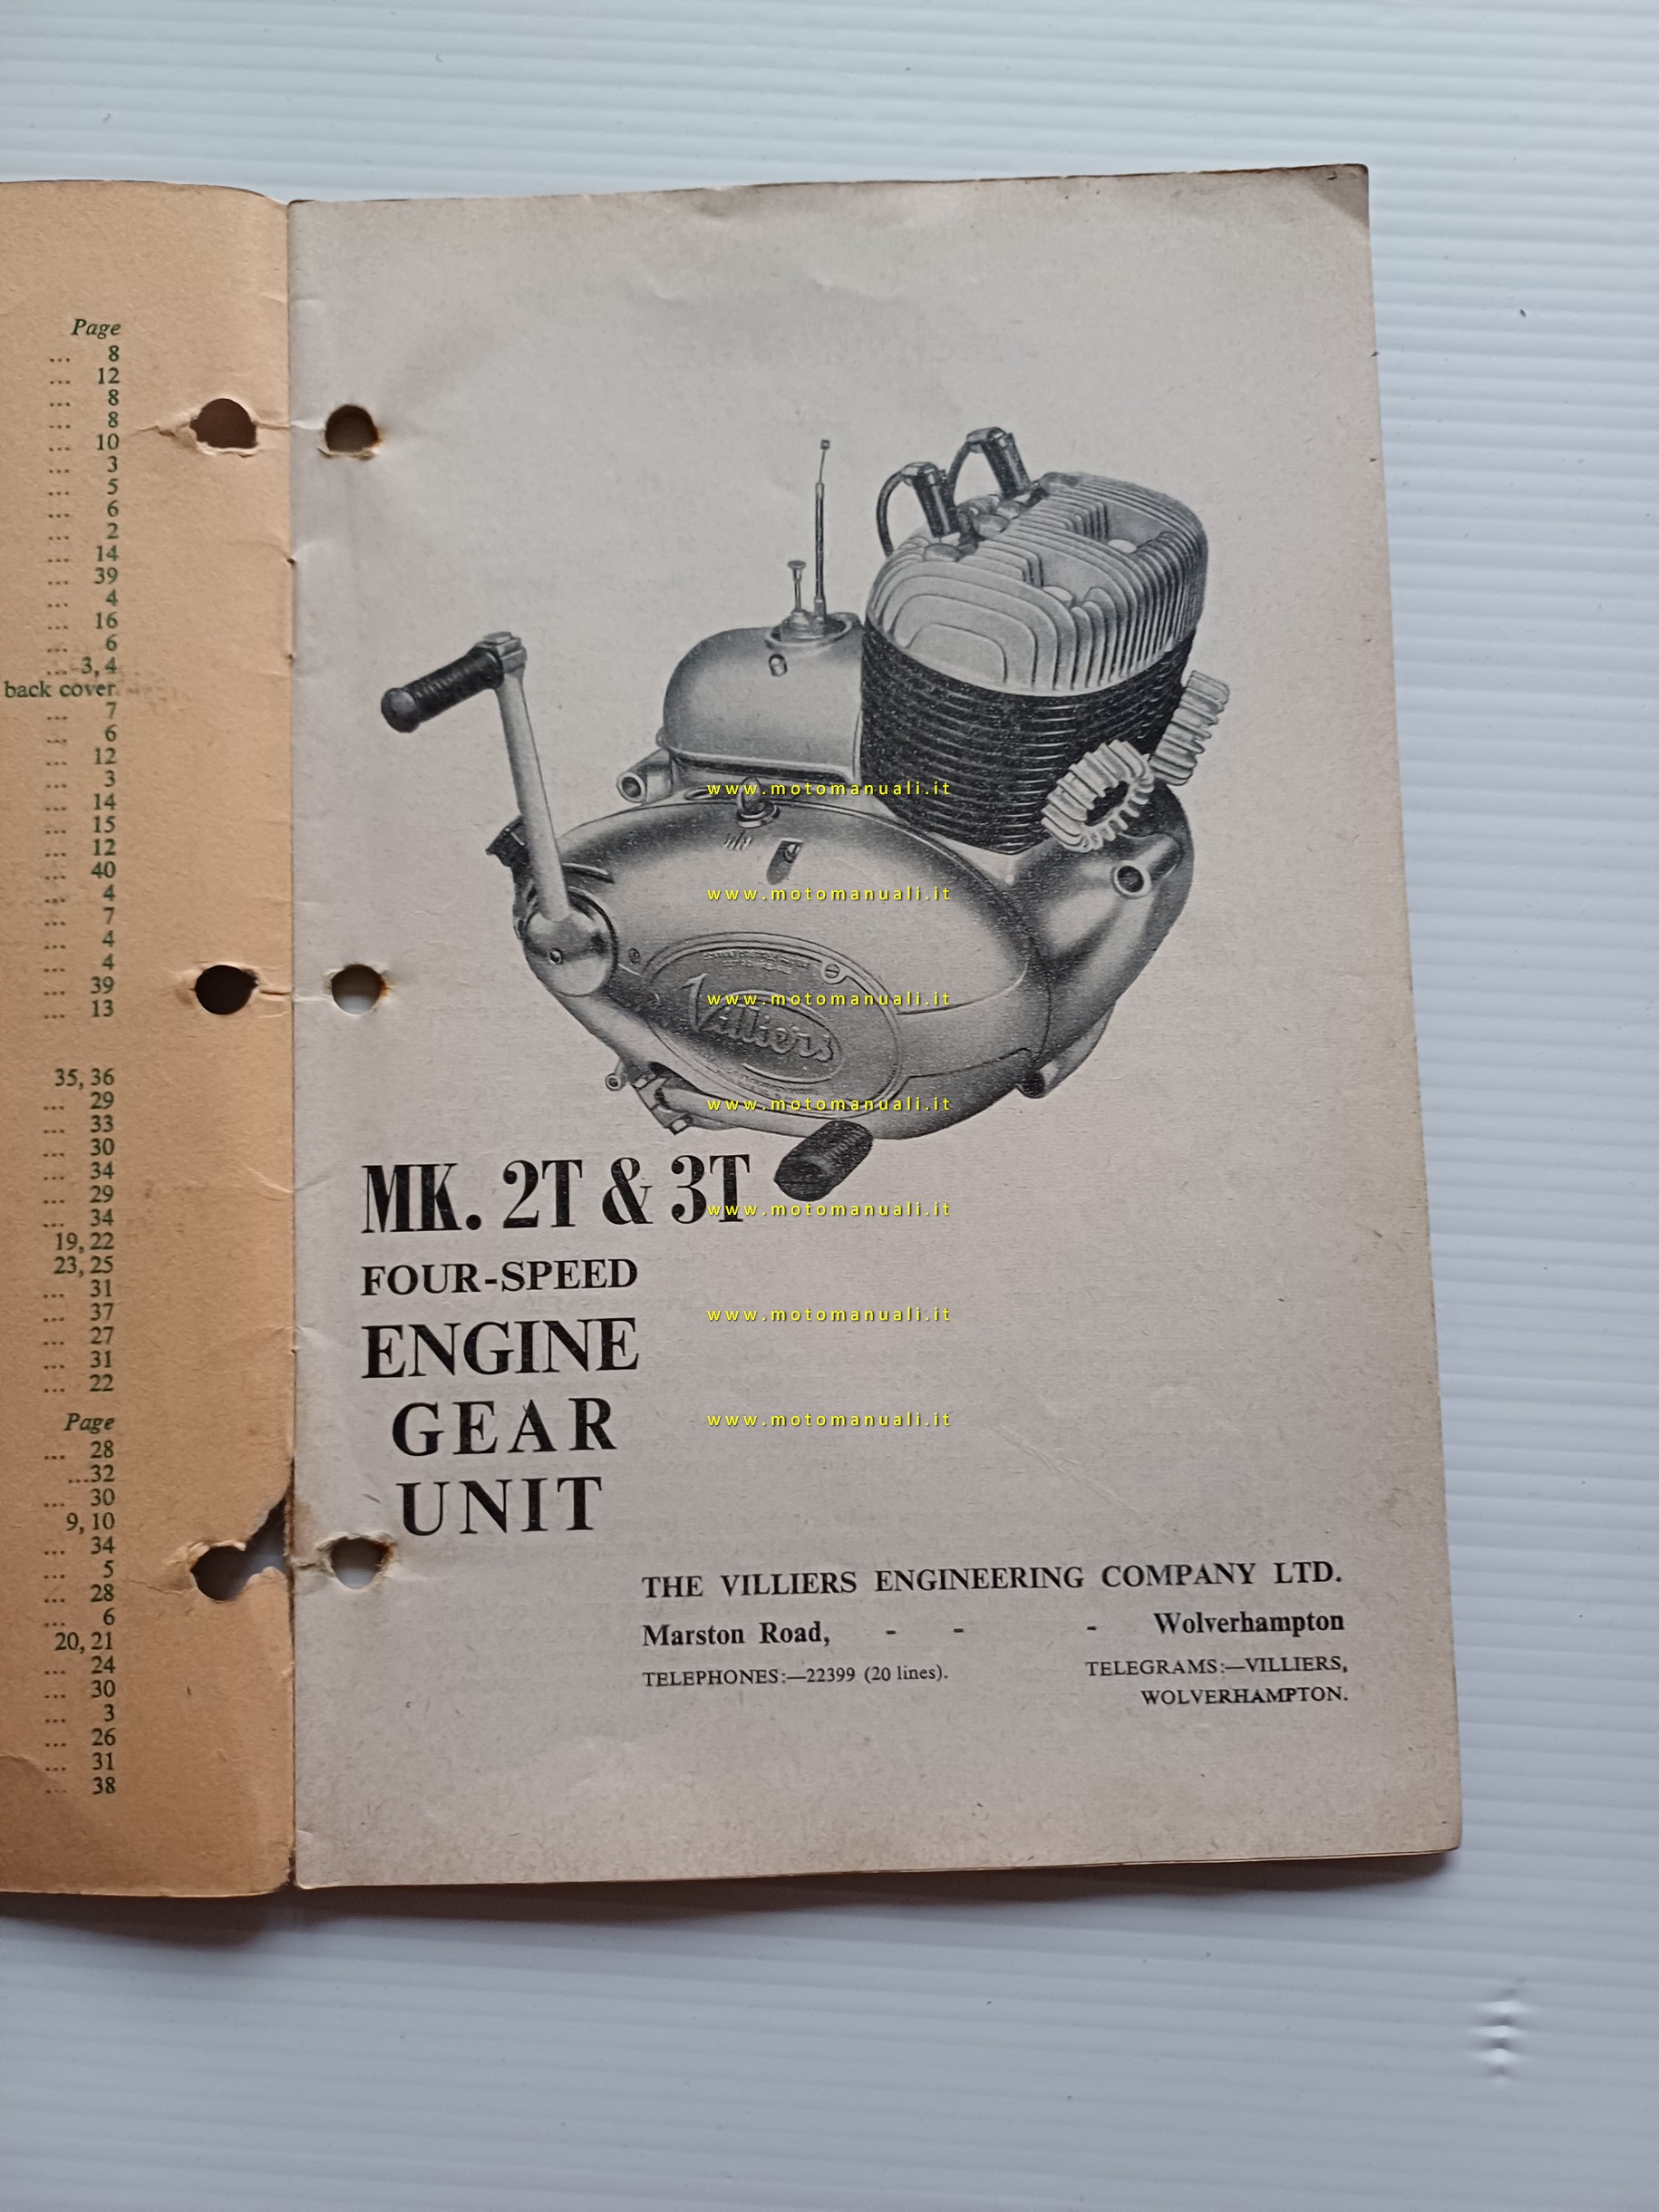 Page
... 8
... 12
... 8
... 8
... 10
... 3
... 5
... 6
... 2
... 14
... 39
... 4
... 16
... 6
... 3, 4
back cover
... 7
... 6
... 12
... 3
... 14
... 15
... 12
... 40
... 4
... 7
... 4
... 4
... 39
... 13
35, 36
... 29
... 33
... 30
... 34
... 29
... 34
19, 22
23, 25
... 31
... 37
... 27
... 31
... 22
Page
... 28
...32
... 30
9, 10
... 34
... 5
... 28
... 6
20, 21
... 24
... 30
... 3
... 26
... 31
... 38
www.motomanuali.it
www.motomanuali.it
www.motomanuali.it
Villiers
www.motomanuali.it
MK. 2T & 3T
www.motomanuali.it
FOUR-SPEED
www.motomanuali.it
ENGINE
GEAR
www.motomanuali.it
UNIT
THE VILLIERS ENGINEERING COMPANY LTD.
Marston Road, - - - Wolverhampton
TELEPHONES:—22399 (20 lines). TELEGRAMS:—VILLIERS,
WOLVERHAMPTON.